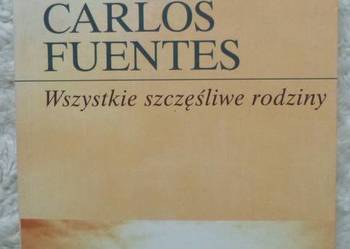 CARLOS
FUENTES
Wszystkie szczęśliwe rodziny